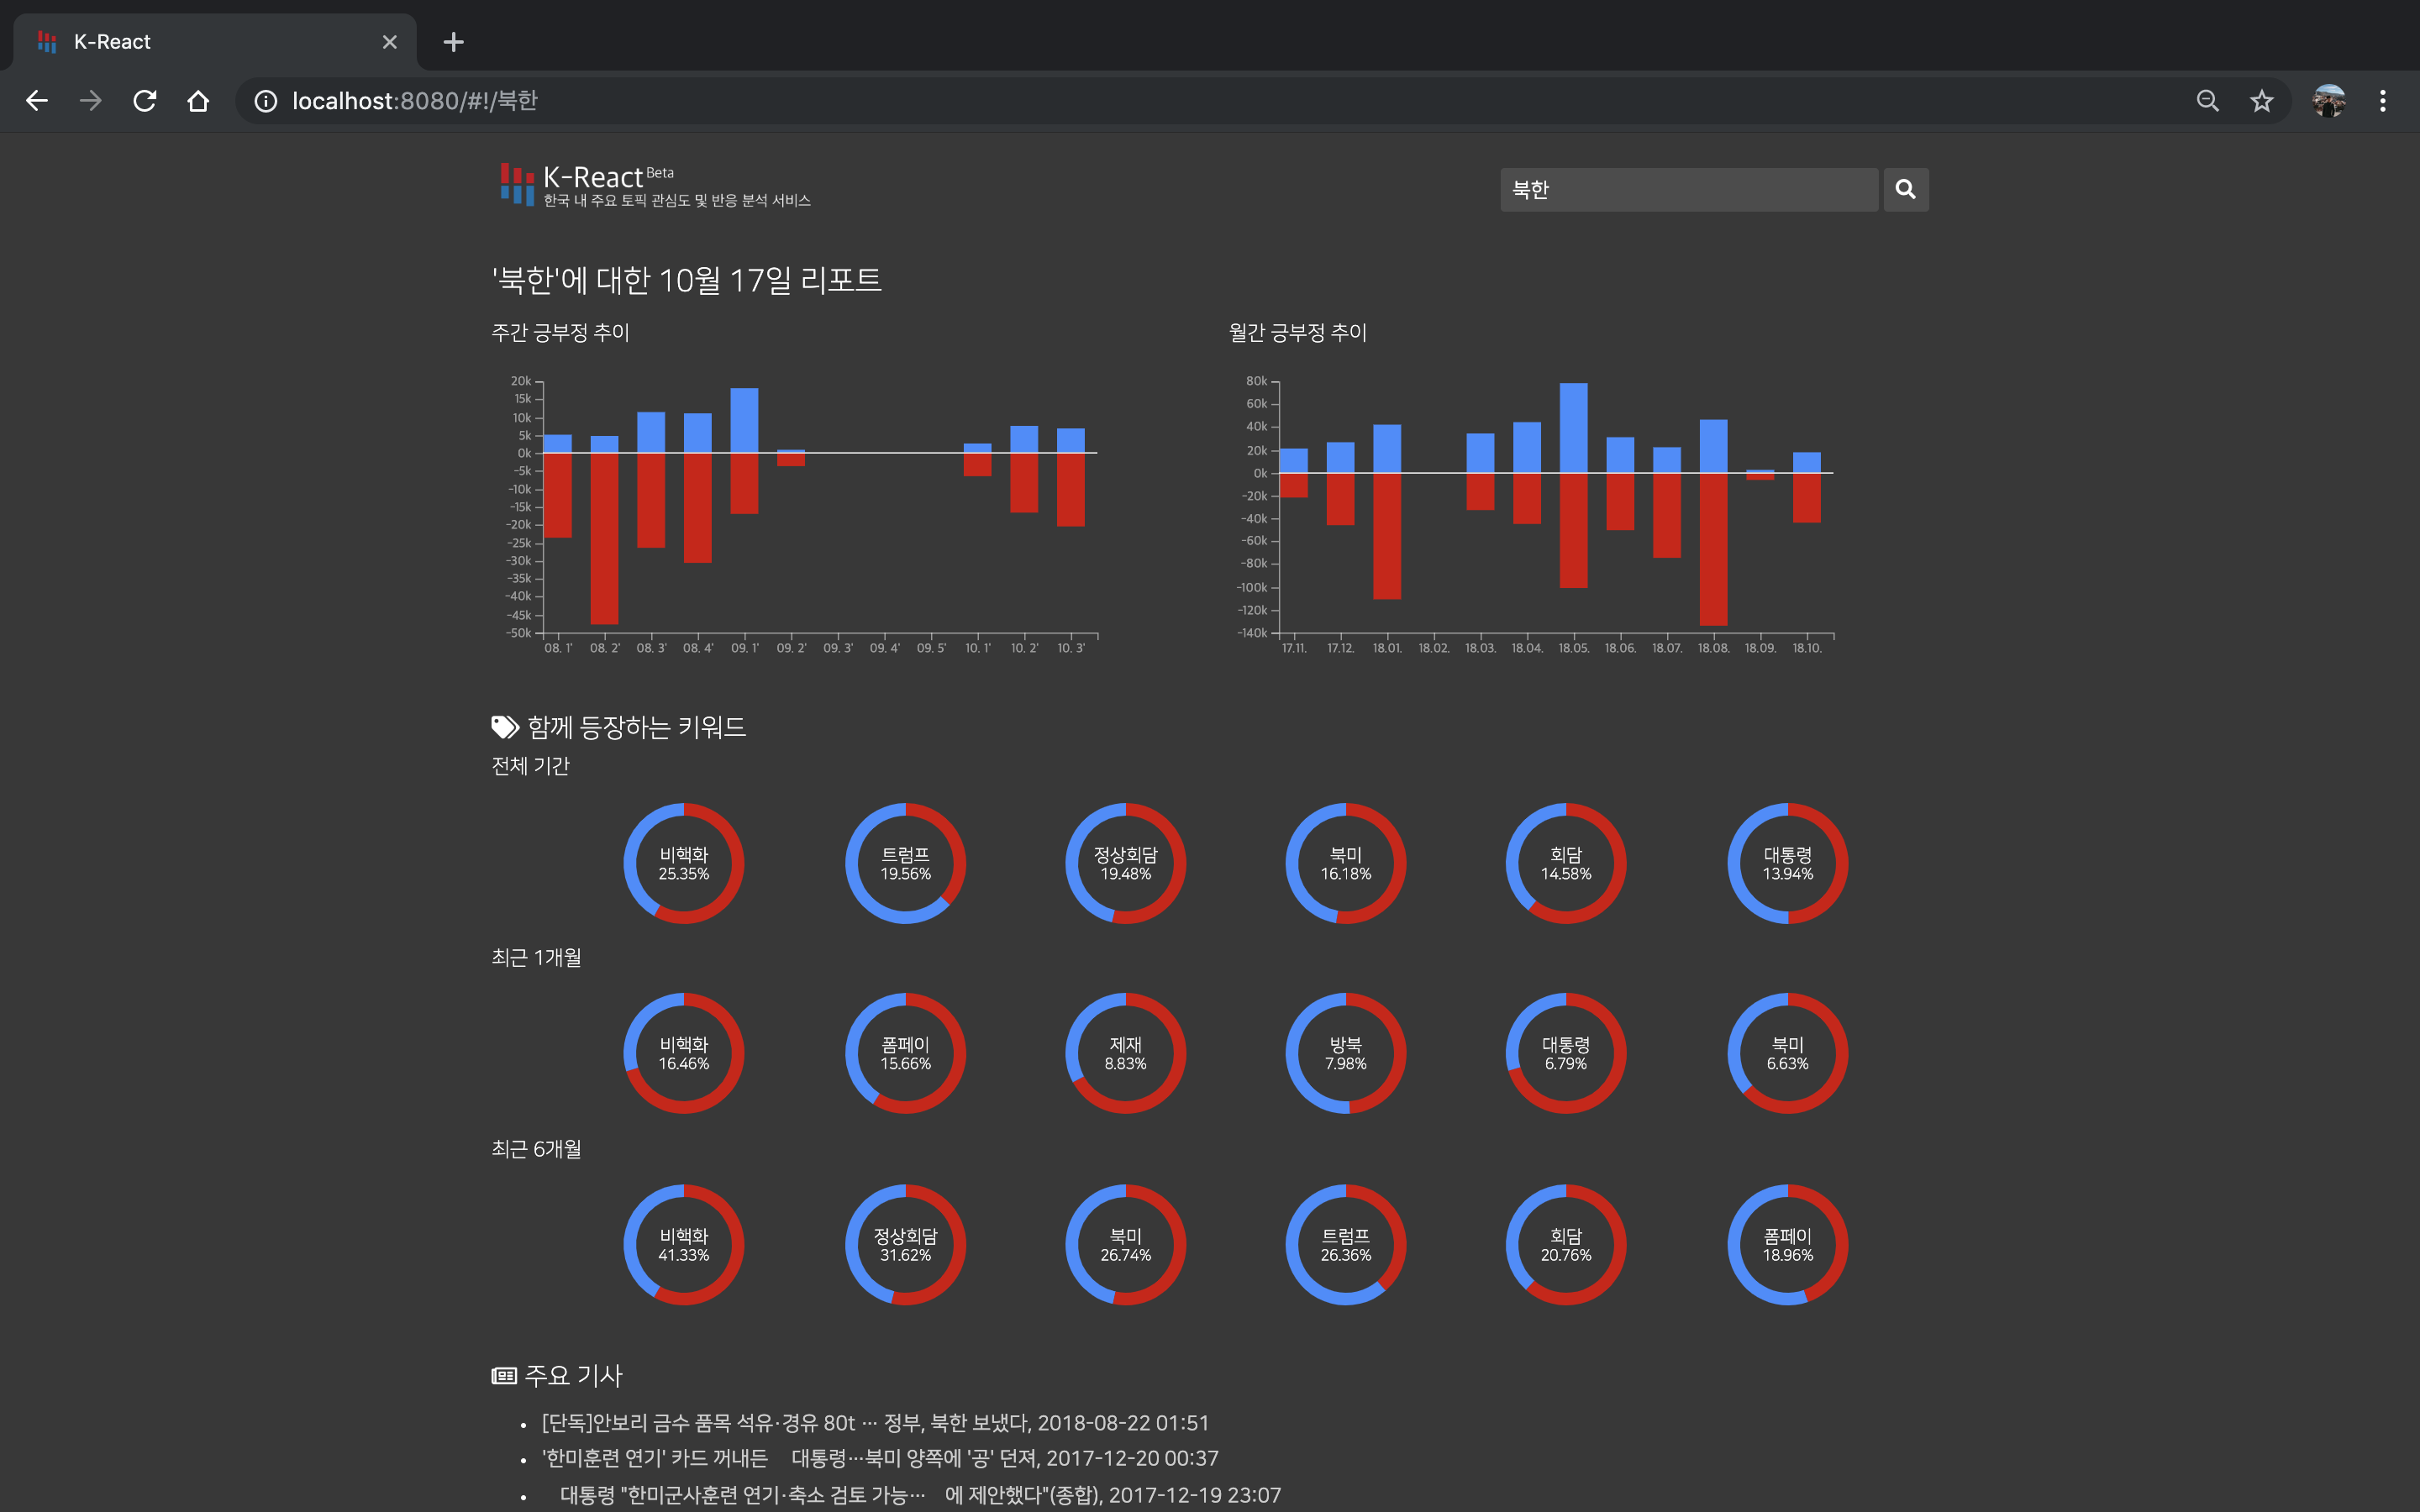 K-React
localhost:8080/#!/북한
K-React Beta
한국 내 주요 토픽 관심도 및 반응 분석 서비스
북한
'북한'에 대한 10월 17일 리포트
주간 긍부정 추이
20k
15k
10k
5k
0k
-5k
-10k
-15k
-20k
-25k
-30k
-35k
-40k
-45k
-50k
08. 1' 08. 2' 08. 3' 08. 4' 09. 1' 09. 2' 09. 3' 09. 4' 09. 5' 10. 1' 10. 2' 10. 3'
월간 긍부정 추이
80k
60k
40k
20k
0k
-20k
-40k
-60k
-80k
-100k
-120k
-140k
17.11. 17.12. 18.01. 18.02. 18.03. 18.04. 18.05. 18.06. 18.07. 18.08. 18.09. 18.10.
함께 등장하는 키워드
전체 기간
비핵화 트럼프 정상회담 북미 회담 대통령
25.35% 19.56% 19.48% 16.18% 14.58% 13.94%
최근 1개월
비핵화 폼페이 제재 방북 대통령 북미
16.46% 15.66% 8.83% 7.98% 6.79% 6.63%
최근 6개월
비핵화 정상회담 북미 트럼프 회담 폼페이
41.33% 31.62% 26.74% 26.36% 20.76% 18.96%
주요 기사
• [단독]안보리 금수 품목 석유·경유 80t … 정부, 북한 보냈다, 2018-08-22 01:51
• '한미훈련 연기' 카드 꺼내든 대통령…북미 양쪽에 '공' 던져, 2017-12-20 00:37
• 대통령 "한미군사훈련 연기·축소 검토 가능… 에 제안했다"(종합), 2017-12-19 23:07